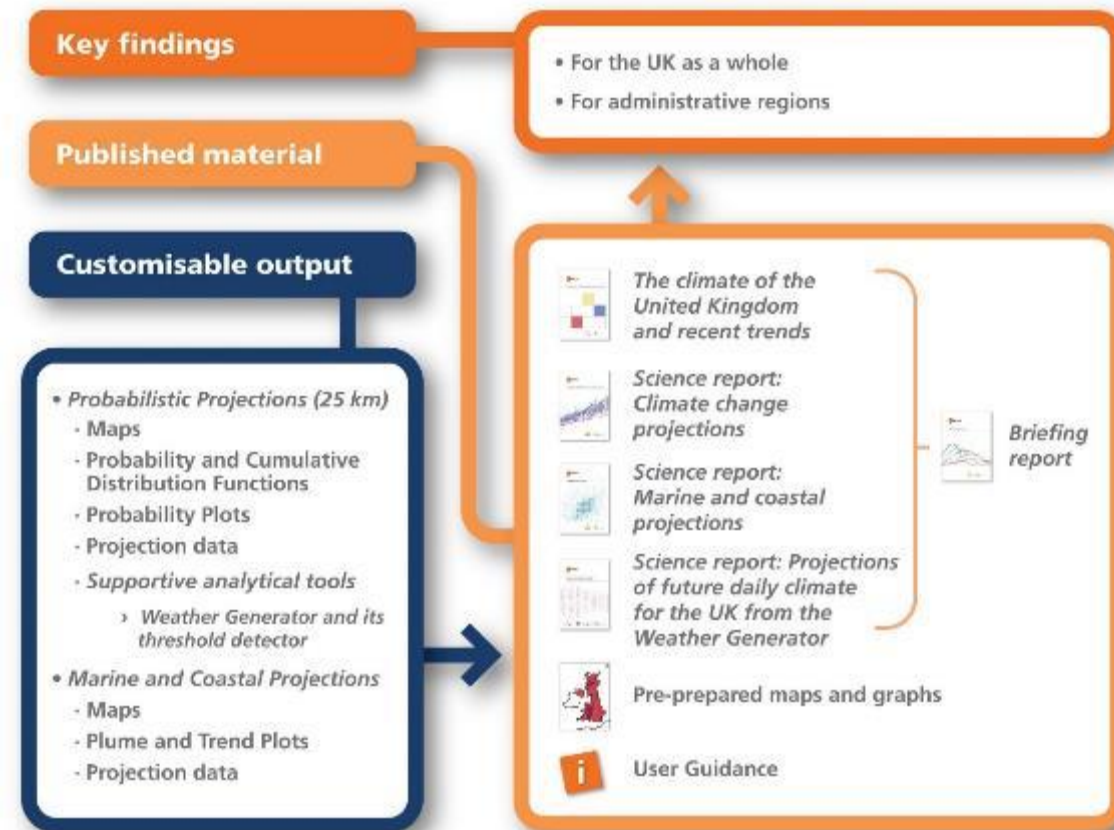 Key findings
• For the UK as a whole
• For administrative regions
Published material
Customisable output
• Probabilistic Projections (25 km)
· Maps
· Probability and Cumulative
Distribution Functions
· Probability Plots
· Projection data
· Supportive analytical tools
› Weather Generator and its
threshold detector
• Marine and Coastal Projections
· Maps
· Plume and Trend Plots
· Projection data
The climate of the
United Kingdom
and recent trends
Science report:
Climate change
projections
Science report:
Marine and coastal
projections
Science report: Projections
of future daily climate
for the UK from the
Weather Generator
Briefing
report
Pre-prepared maps and graphs
i
User Guidance